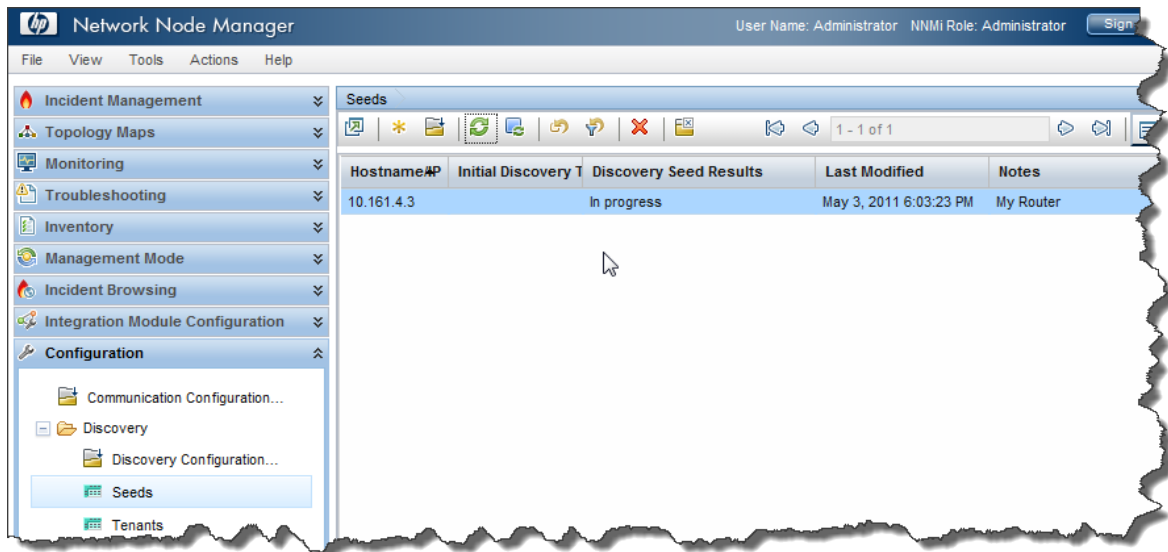 hp Network Node Manager
User Name: Administrator NNMi Role: Administrator Sign
File View Tools Actions Help
Incident Management
Topology Maps
Monitoring
Troubleshooting
Inventory
Management Mode
Incident Browsing
Integration Module Configuration
Configuration
Communication Configuration...
Discovery
Discovery Configuration...
Seeds
Tenants
Seeds
1 - 1 of 1
Hostname/IP Initial Discovery T Discovery Seed Results Last Modified Notes
10.161.4.3 In progress May 3, 2011 6:03:23 PM My Router